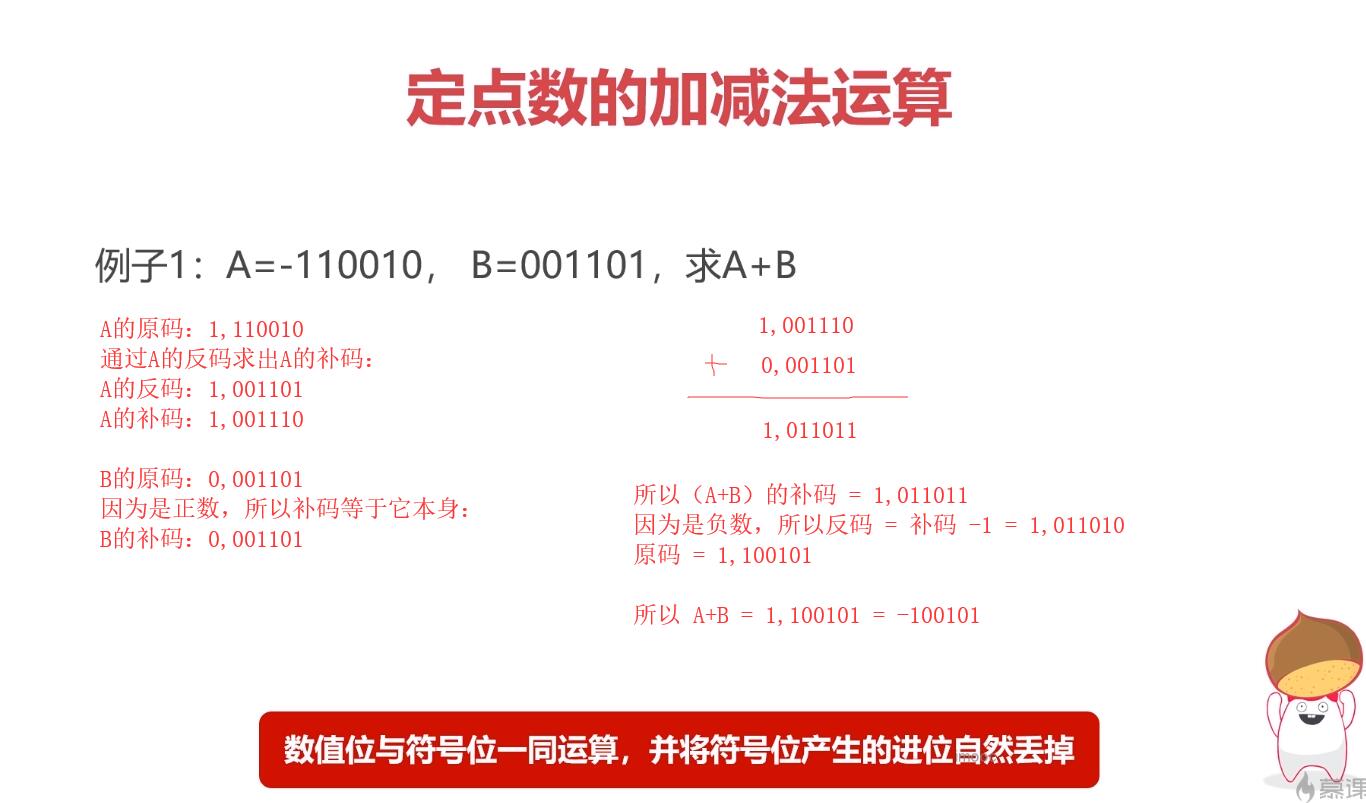 定点数的加减法运算
例子1：A=-110010， B=001101，求A+B
A的原码：1,110010
通过A的反码求出A的补码：
A的反码：1,001101
A的补码：1,001110
B的原码：0,001101
因为是正数，所以补码等于它本身：
B的补码：0,001101
1,001110
+ 0,001101
1,011011
所以（A+B）的补码 = 1,011011
因为是负数，所以反码 = 补码 -1 = 1,011010
原码 = 1,100101
所以 A+B = 1,100101 = -100101
数值位与符号位一同运算，并将符号位产生的进位自然丢掉
慕课